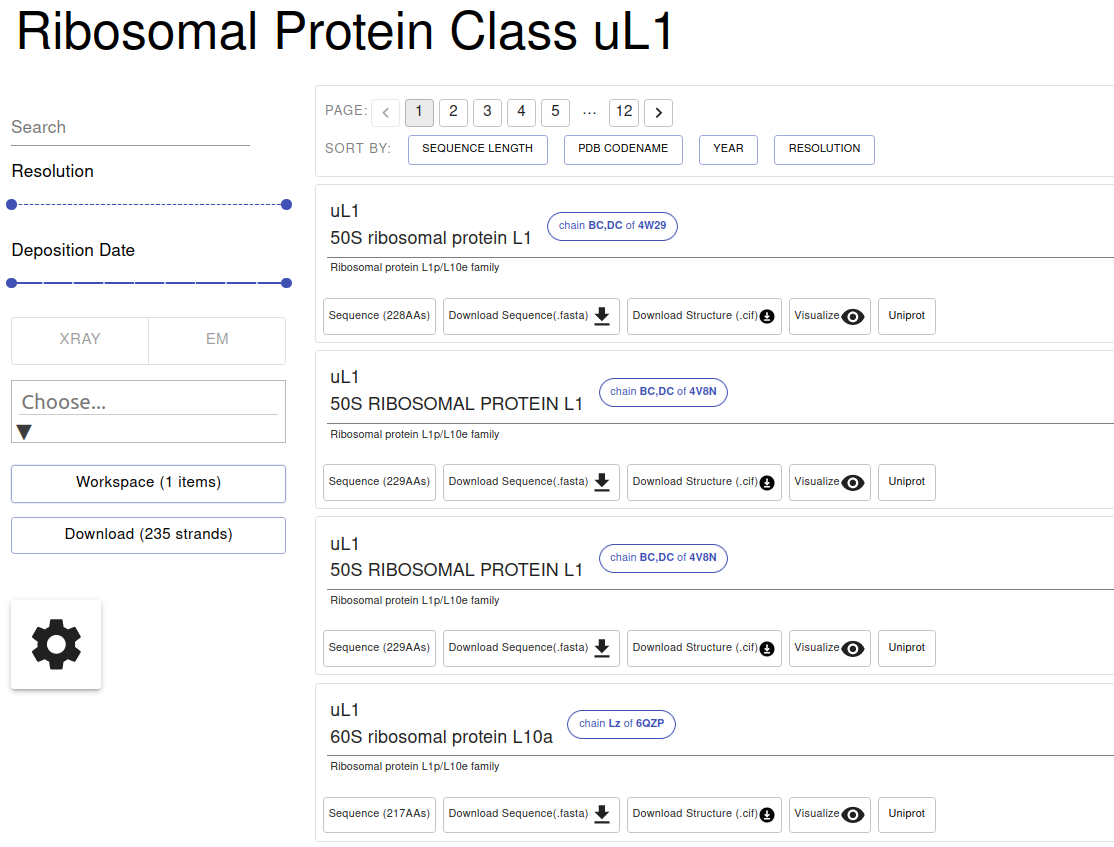 Ribosomal Protein Class uL1
Search
Resolution
Deposition Date
XRAY EM
Choose...
Workspace (1 items)
Download (235 strands)
PAGE: 1 2 3 4 5 ... 12
SORT BY: SEQUENCE LENGTH PDB CODENAME YEAR RESOLUTION
uL1
50S ribosomal protein L1 chain BC,DC of 4W29
Ribosomal protein L1p/L10e family
Sequence (228AAs) Download Sequence(.fasta) Download Structure (.cif) Visualize Uniprot
uL1
50S RIBOSOMAL PROTEIN L1 chain BC,DC of 4V8N
Ribosomal protein L1p/L10e family
Sequence (229AAs) Download Sequence(.fasta) Download Structure (.cif) Visualize Uniprot
uL1
50S RIBOSOMAL PROTEIN L1 chain BC,DC of 4V8N
Ribosomal protein L1p/L10e family
Sequence (229AAs) Download Sequence(.fasta) Download Structure (.cif) Visualize Uniprot
uL1
60S ribosomal protein L10a chain Lz of 6QZP
Ribosomal protein L1p/L10e family
Sequence (217AAs) Download Sequence(.fasta) Download Structure (.cif) Visualize Uniprot